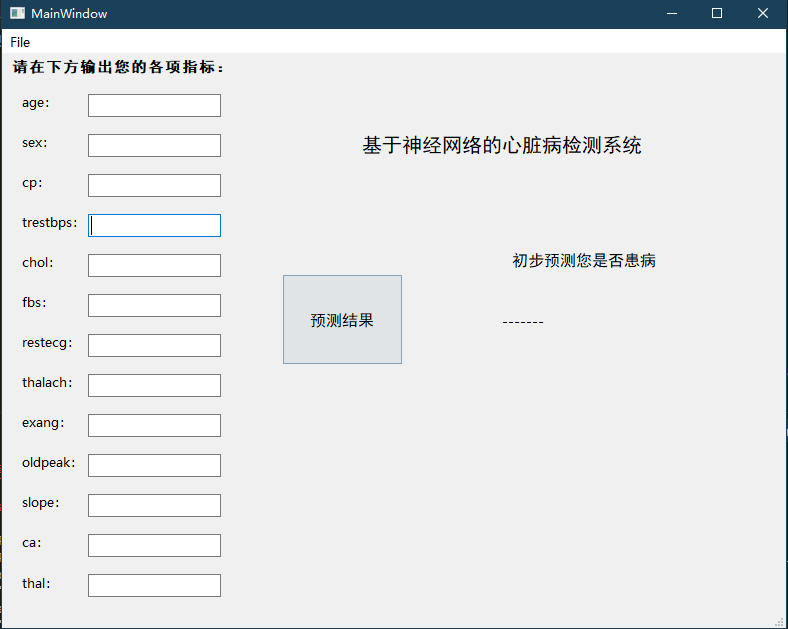 MainWindow
File
请在下方输出您的各项指标：
age:
sex:
cp:
trestbps:
chol:
fbs:
restecg:
thalach:
exang:
oldpeak:
slope:
ca:
thal:
基于神经网络的心脏病检测系统
初步预测您是否患病
预测结果
-------